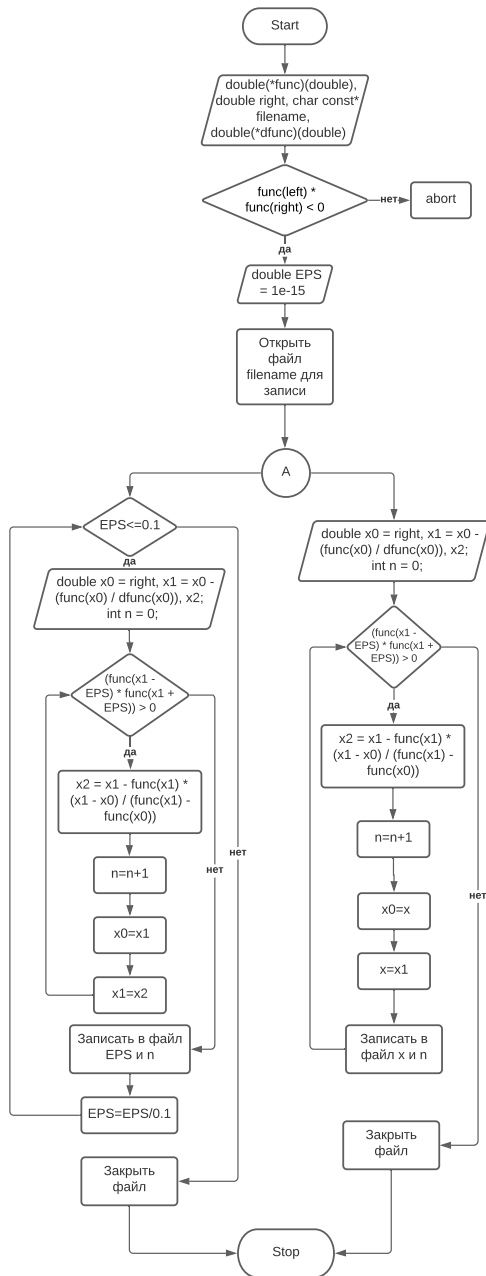 Start
double(*func)(double),
double right, char const*
filename,
double(*dfunc)(double)
func(left) *
func(right) < 0
нет
abort
да
double EPS
= 1e-15
Открыть
файл
filename для
записи
A
EPS<=0.1
да
double x0 = right, x1 = x0 -
(func(x0) / dfunc(x0)), x2;
int n = 0;
(func(x1 -
EPS) * func(x1 +
EPS)) > 0
да
x2 = x1 - func(x1) *
(x1 - x0) / (func(x1) -
func(x0))
n=n+1
x0=x1
x1=x2
нет
нет
Записать в файл
EPS и n
EPS=EPS/0.1
Закрыть
файл
double x0 = right, x1 = x0 -
(func(x0) / dfunc(x0)), x2;
int n = 0;
(func(x1 -
EPS) * func(x1 +
EPS)) > 0
да
x2 = x1 - func(x1) *
(x1 - x0) / (func(x1) -
func(x0))
n=n+1
x0=x
x=x1
нет
Записать в
файл x и n
Закрыть
файл
Stop